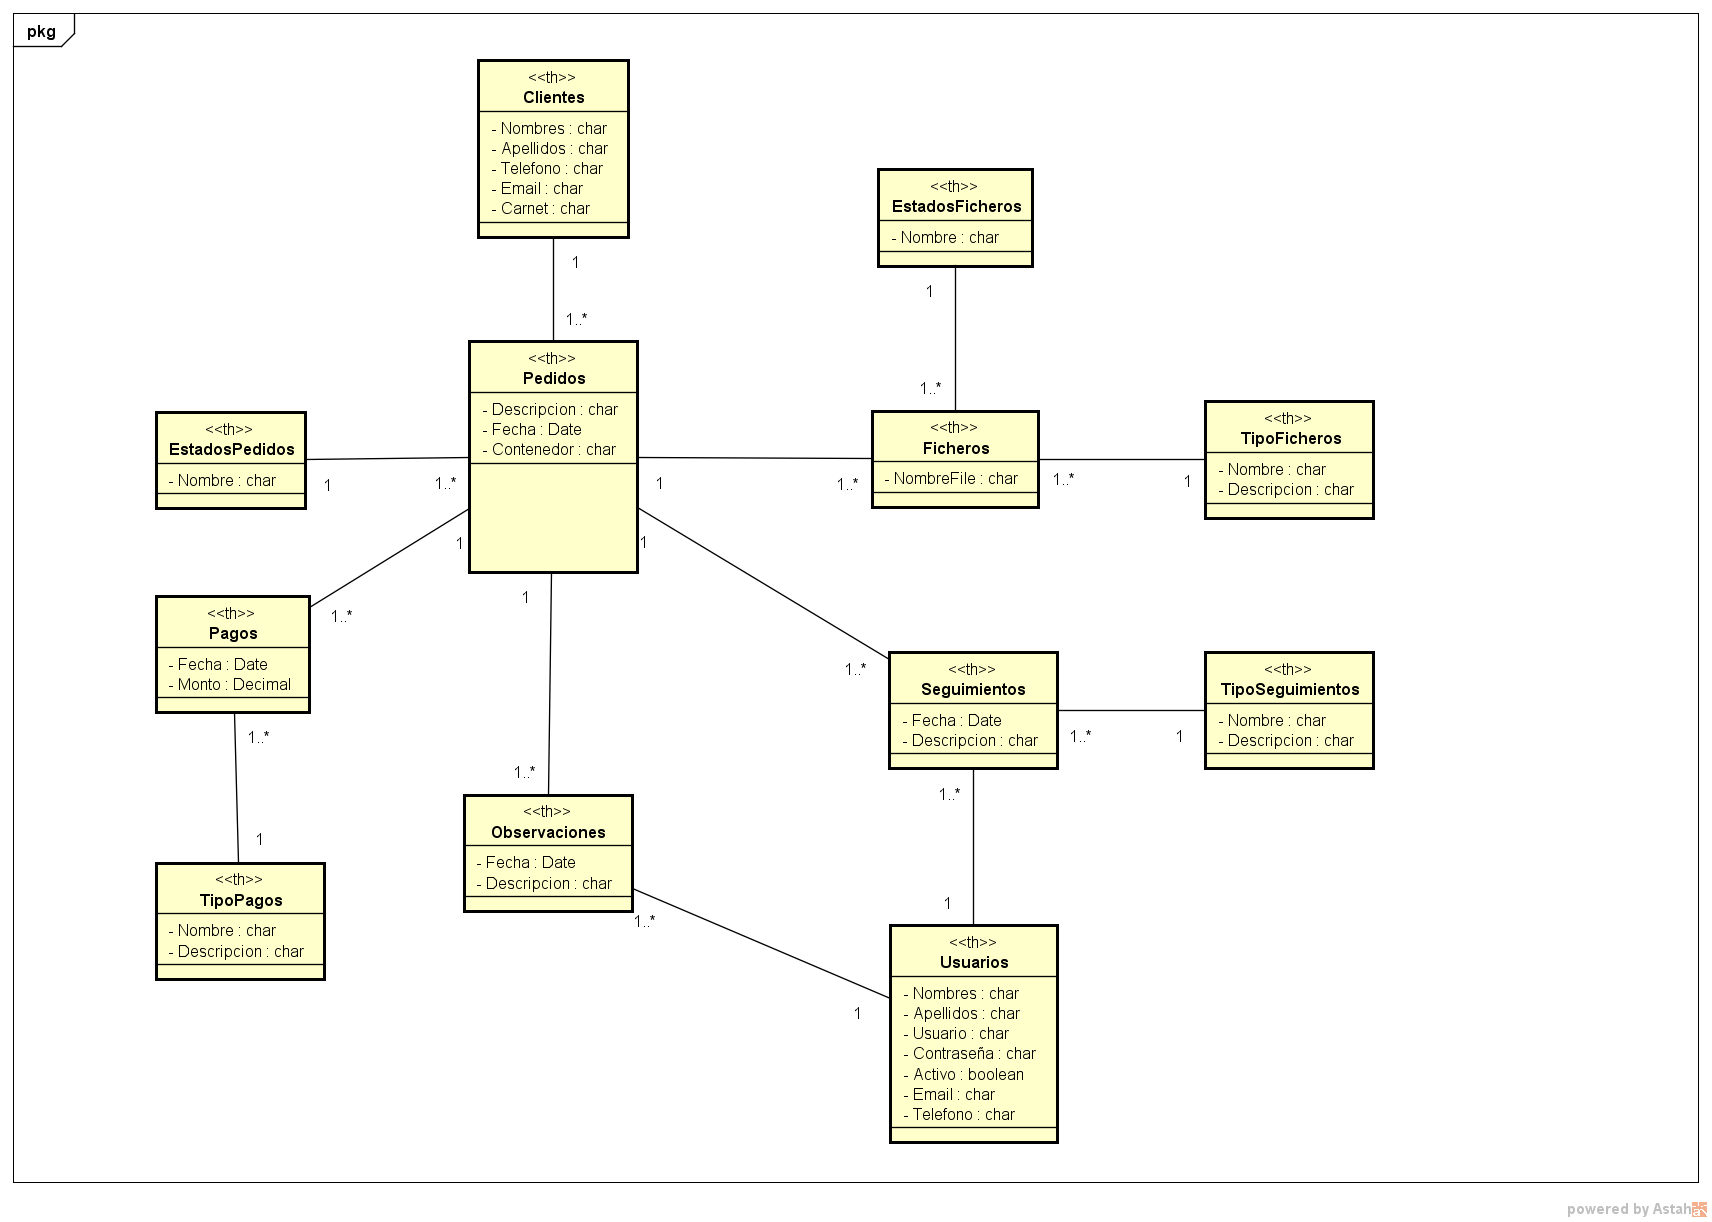 pkg
<<th>>
Clientes
- Nombres : char
- Apellidos : char
- Telefono : char
- Email : char
- Carnet : char
1
1..*
<<th>>
EstadosFicheros
- Nombre : char
1
1..*
<<th>>
Pedidos
- Descripcion : char
- Fecha : Date
- Contenedor : char
<<th>>
EstadosPedidos
- Nombre : char
1
1..*
1
1..*
<<th>>
Ficheros
- NombreFile : char
1..*
1
<<th>>
TipoFicheros
- Nombre : char
- Descripcion : char
1
1..*
1
1..*
1
1..*
<<th>>
Pagos
- Fecha : Date
- Monto : Decimal
1..*
1
<<th>>
TipoPagos
- Nombre : char
- Descripcion : char
<<th>>
Observaciones
- Fecha : Date
- Descripcion : char
1..*
1
<<th>>
Seguimientos
- Fecha : Date
- Descripcion : char
1..*
1
<<th>>
TipoSeguimientos
- Nombre : char
- Descripcion : char
1..*
1
<<th>>
Usuarios
- Nombres : char
- Apellidos : char
- Usuario : char
- Contraseña : char
- Activo : boolean
- Email : char
- Telefono : char
powered by Astah